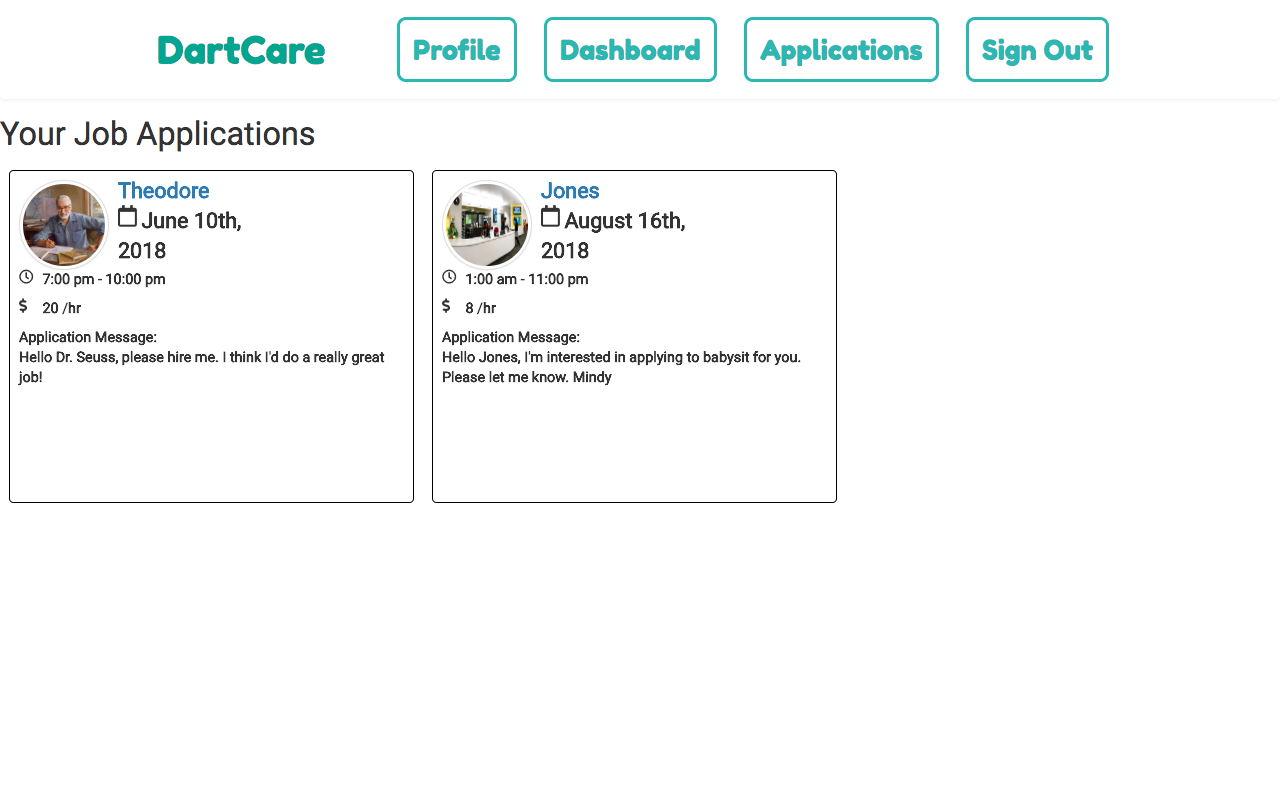 DartCare Profile Dashboard Applications Sign Out
Your Job Applications
Theodore
June 10th,
2018
7:00 pm - 10:00 pm
$ 20 /hr
Application Message:
Hello Dr. Seuss, please hire me. I think I'd do a really great
job!
Jones
August 16th,
2018
1:00 am - 11:00 pm
$ 8 /hr
Application Message:
Hello Jones, I'm interested in applying to babysit for you.
Please let me know. Mindy